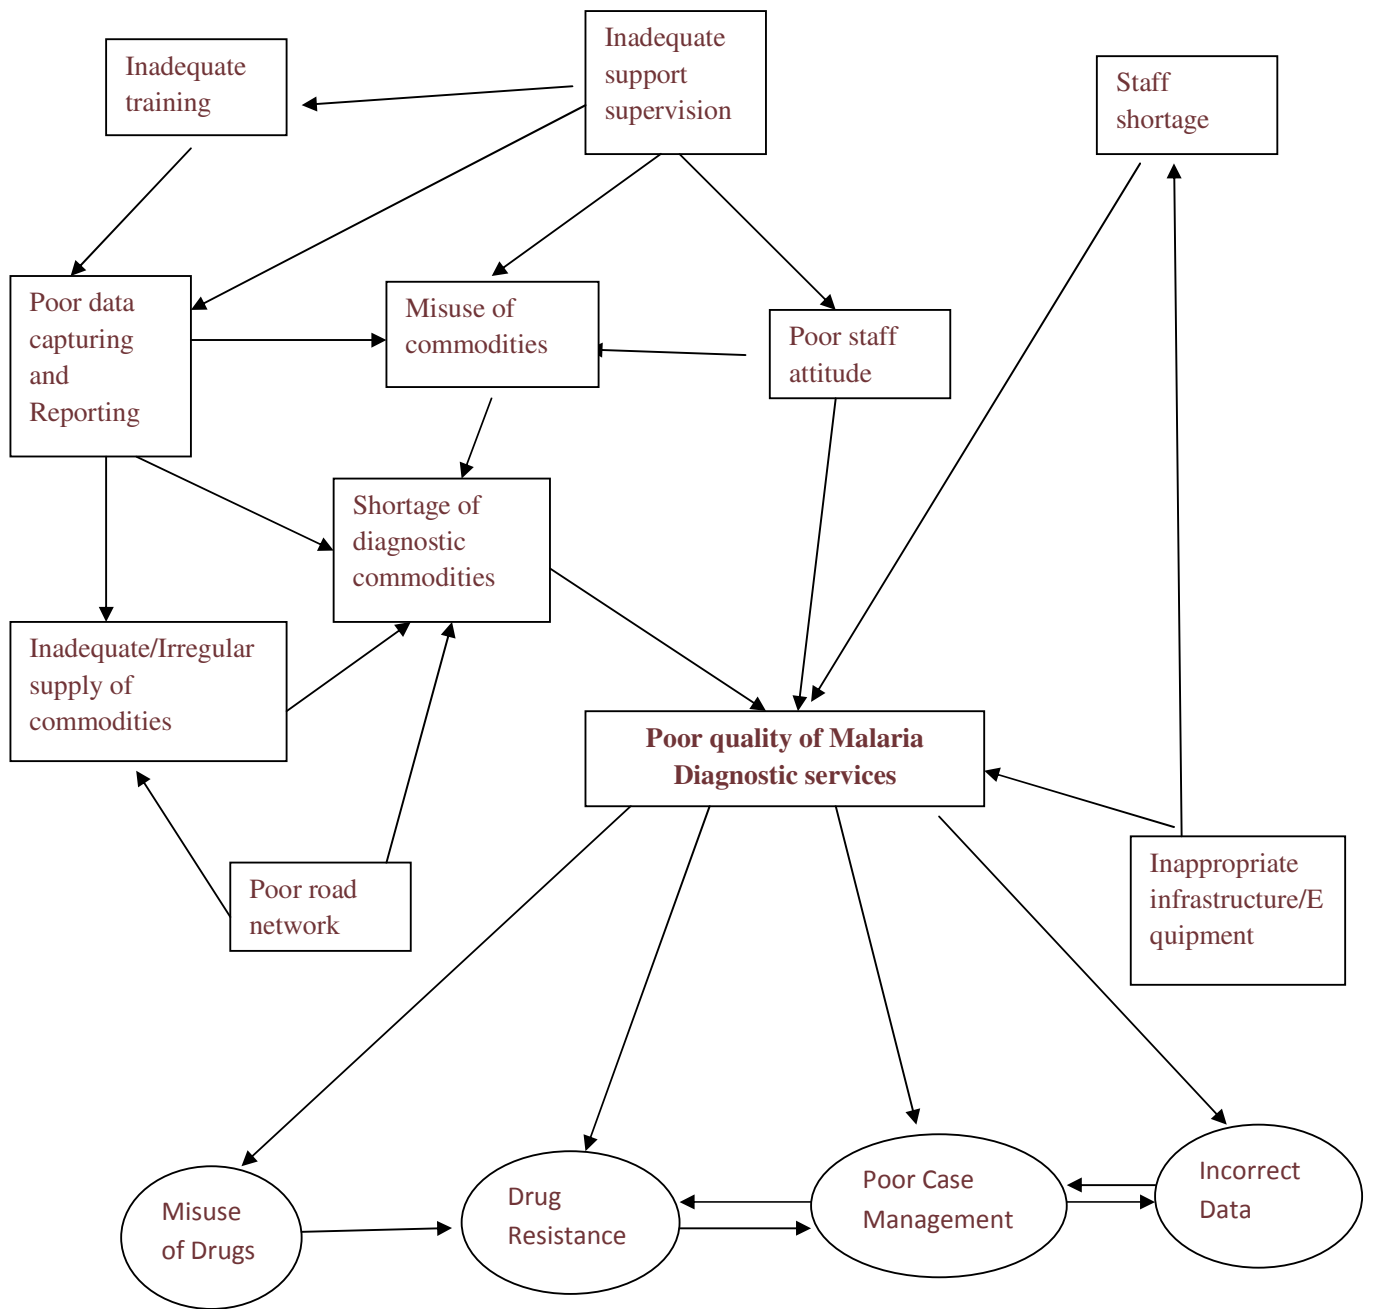 Inadequate
training
Inadequate
support
supervision
Staff
shortage
Poor data
capturing
and
Reporting
Misuse of
commodities
Poor staff
attitude
Shortage of
diagnostic
commodities
Inadequate/Irregular
supply of
commodities
Poor quality of Malaria
Diagnostic services
Poor road
network
Inappropriate
infrastructure/E
quipment
Misuse
of Drugs
Drug
Resistance
Poor Case
Management
Incorrect
Data